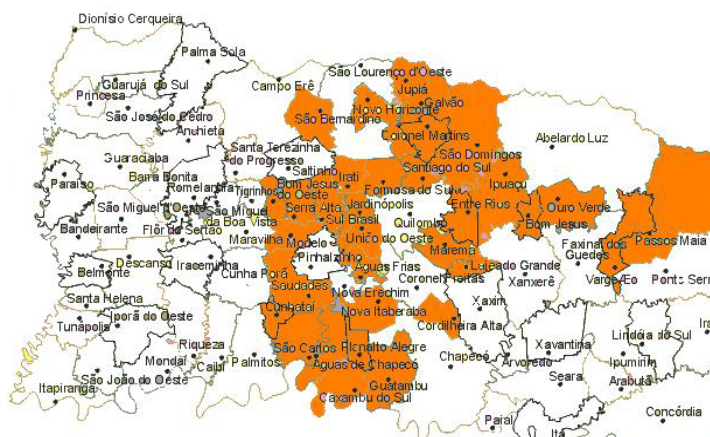 Dionísio Cerqueira
Palma Sola
São Lourenço d'Oeste
Campo Erê
Jupiá
Guarujá do Sul
Princesa
Galvão
Novo Horizonte
São José do Cedro
São Bernardino
Anchieta
Coronel Martins
Abelardo Luz
Santa Terezinha
do Progresso
São Domingos
Guaraciaba
Saltinho
Santiago do Sul
Barra Bonita
Paraíso
Bom Jesus
do Oeste
Irati
Ipuaçu
Romelândia
Tigrinhos
Formosa do Sul
Jardinópolis
Ouro Verde
São Miguel d'Oeste
São Miguel
da Boa Vista
Serra Alta
Sul Brasil
Entre Rius
Quilombo
Bom Jesus
Bandeirante
Flôr do Sertão
Maravilha
Modelo
União do Oeste
Faxinal dos
Guedes
Passos Maia
Marema
Descanso
Iraceminha
Pinhalzinho
Belmonte
Cunha Porã
Águas Frias
Lajeado Grande
Vargeão
Xanxerê
Ponte Serr
Saudades
Nova Erechim
Coronel Freitas
Santa Helena
Cunhataí
Nova Itaberaba
Xaxim
Iporã do Oeste
Tunápolis
Cordilheira Alta
Lindóia do Sul
Ira
Riqueza
São Carlos
Planalto Alegre
Xavantina
Mondaí
Palmitos
Chapecó
Arvoredo
Ipumirim
Caibi
Águas de Chapecó
São João do Oeste
Seara
Arabutã
Itapiranga
Guatambu
Caxambu do Sul
Paial
Concórdia
Itá